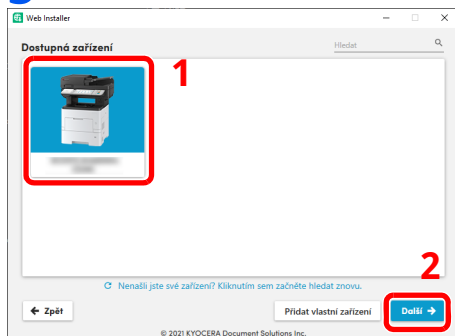 Web Installer
Dostupná zařízení
Hledat
1
2
Nenašli jste své zařízení? Kliknutím sem začněte hledat znovu.
Zpět
Přidat vlastní zařízení
Další
© 2021 KYOCERA Document Solutions Inc.